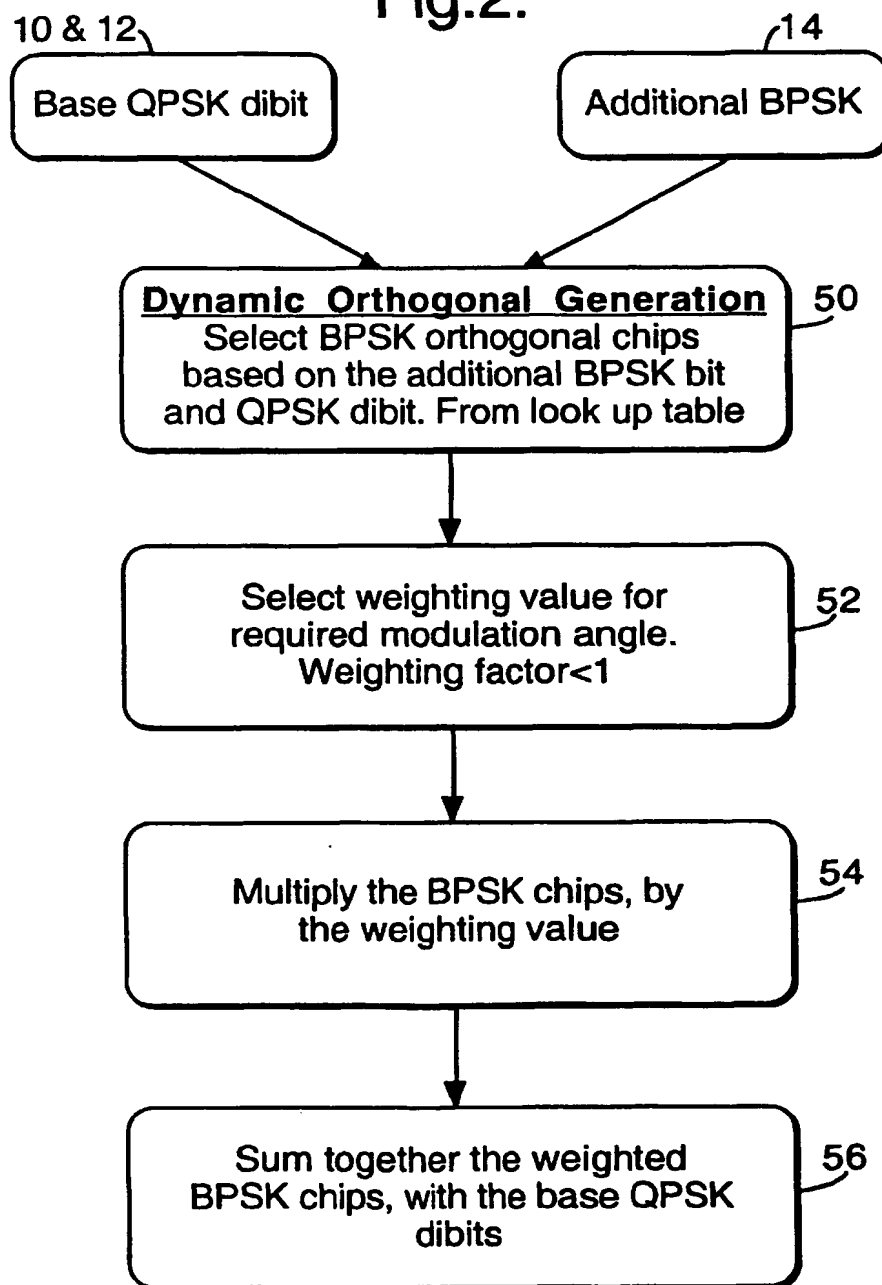 Fig.2.
10 & 12
14
Base QPSK dibit
Additional BPSK
Dynamic Orthogonal Generation
Select BPSK orthogonal chips
based on the additional BPSK bit
and QPSK dibit. From look up table
50
Select weighting value for
required modulation angle.
Weighting factor<1
52
Multiply the BPSK chips, by
the weighting value
54
Sum together the weighted
BPSK chips, with the base QPSK
dibits
56